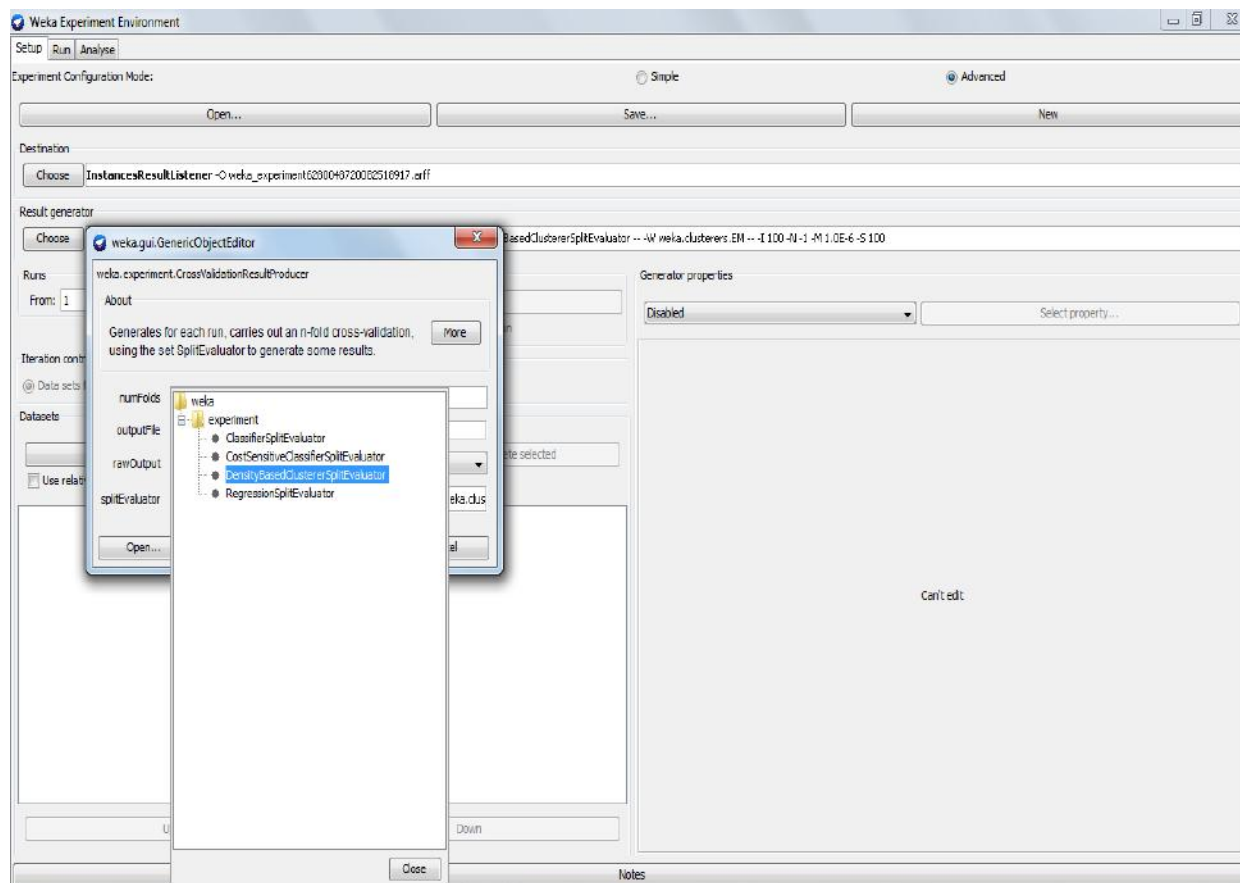 Weka Experiment Environment
Setup Run Analyse
Experiment Configuration Mode: Simple Advanced
Open... Save... New
Destination
Choose InstancesResultListener -O weka_experiment6280048720082518917.arff
Result generator
Choose BasedClustererSplitEvaluator -- -W weka.clusterers.EM -- -I 100 -N -1 -M 1.0E-6 -S 100
weka.gui.GenericObjectEditor
weka.experiment.CrossValidationResultProducer
About
Generates for each run, carries out an n-fold cross-validation,
using the set SplitEvaluator to generate some results.
More
numFolds
outputFile
rawOutput
splitEvaluator eka.clus
Open... el
weka
experiment
ClassifierSplitEvaluator
CostSensitiveClassifierSplitEvaluator
DensityBasedClustererSplitEvaluator
RegressionSplitEvaluator
Close
Runs
From: 1
Iteration contr
Data sets f
Datasets
ete selected
Use relati
U Down
Generator properties
Disabled Select property...
Can't edit
Notes